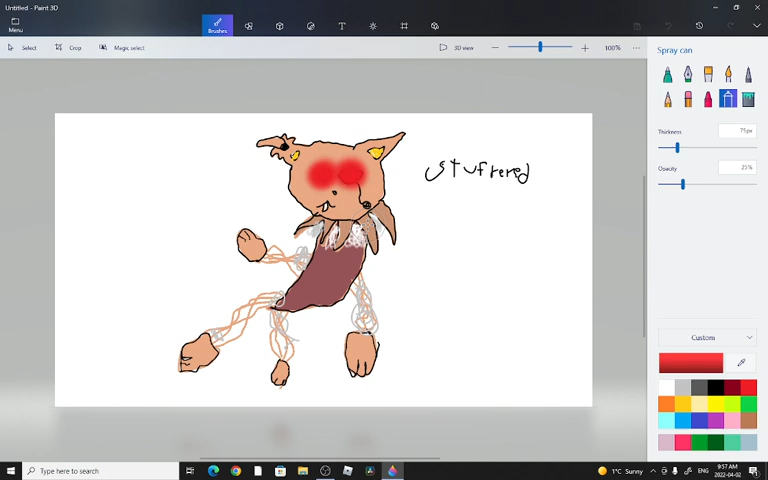 Untitled - Paint 3D
Menu
Brushes
Select
Crop
Magic select
3D view
100%
Spray can
Thickness
75px
Opacity
25%
Custom
Stuffered
Type here to search
1°C Sunny
ENG
9:57 AM
2022-04-02